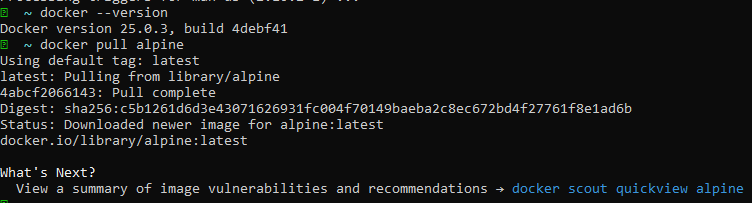 ~ docker --version
Docker version 25.0.3, build 4debf41
~ docker pull alpine
Using default tag: latest
latest: Pulling from library/alpine
4abcf2066143: Pull complete
Digest: sha256:c5b1261d6d3e43071626931fc004f70149baeba2c8ec672bd4f27761f8e1ad6b
Status: Downloaded newer image for alpine:latest
docker.io/library/alpine:latest
What's Next?
View a summary of image vulnerabilities and recommendations → docker scout quickview alpine